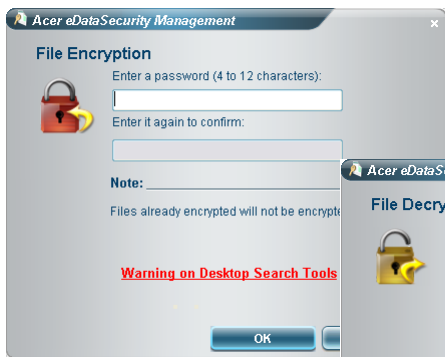 Acer eDataSecurity Management
File Encryption
Enter a password (4 to 12 characters):
Enter it again to confirm:
Note:
Files already encrypted will not be encrypte
Warning on Desktop Search Tools
OK
Acer eDataS
File Decry